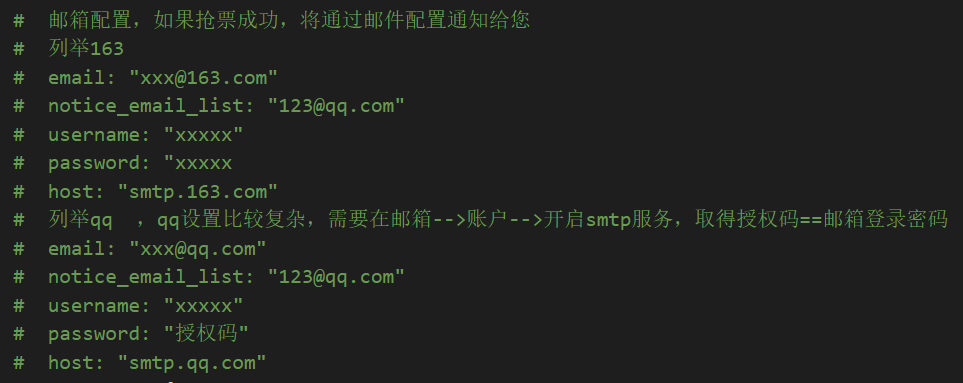 #  邮箱配置，如果抢票成功，将通过邮件配置通知给您
#  列举163
#  email: "xxx@163.com"
#  notice_email_list: "123@qq.com"
#  username: "xxxxx"
#  password: "xxxxx
#  host: "smtp.163.com"
#  列举qq  ，qq设置比较复杂，需要在邮箱-->账户-->开启smtp服务，取得授权码==邮箱登录密码
#  email: "xxx@qq.com"
#  notice_email_list: "123@qq.com"
#  username: "xxxxx"
#  password: "授权码"
#  host: "smtp.qq.com"